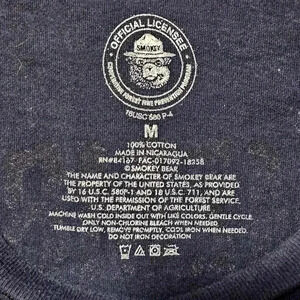 OFFICIAL LICENSEE
SMOKEY
COOPERATIVE FOREST FIRE PREVENTION PROGRAM
16USC 580 P-4
M
100% COTTON
MADE IN NICARAGUA
RN#84167 FAC-017092-18258
© SMOKEY BEAR
THE NAME AND CHARACTER OF SMOKEY BEAR ARE
THE PROPERTY OF THE UNITED STATES, AS PROVIDED
BY 16 U.S.C. 580P-1 AND 18 U.S.C. 711, AND ARE
USED WITH THE PERMISSION OF THE FOREST SERVICE,
U.S. DEPARTMENT OF AGRICULTURE.
MACHINE WASH COLD INSIDE OUT WITH LIKE COLORS, GENTLE CYCLE.
ONLY NON-CHLORINE BLEACH WHEN NEEDED
TUMBLE DRY LOW, REMOVE PROMPTLY, COOL IRON WHEN NEEDED.
DO NOT IRON DECORATION